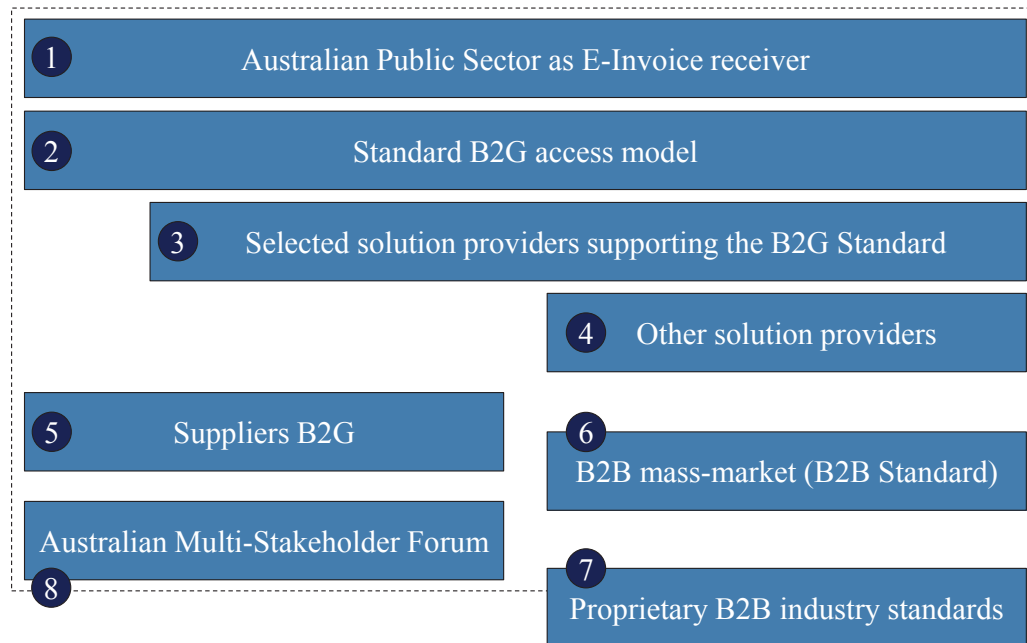 1 Australian Public Sector as E-Invoice receiver
2 Standard B2G access model
3 Selected solution providers supporting the B2G Standard
4 Other solution providers
5 Suppliers B2G
6
B2B mass-market (B2B Standard)
Australian Multi-Stakeholder Forum
8
7
Proprietary B2B industry standards